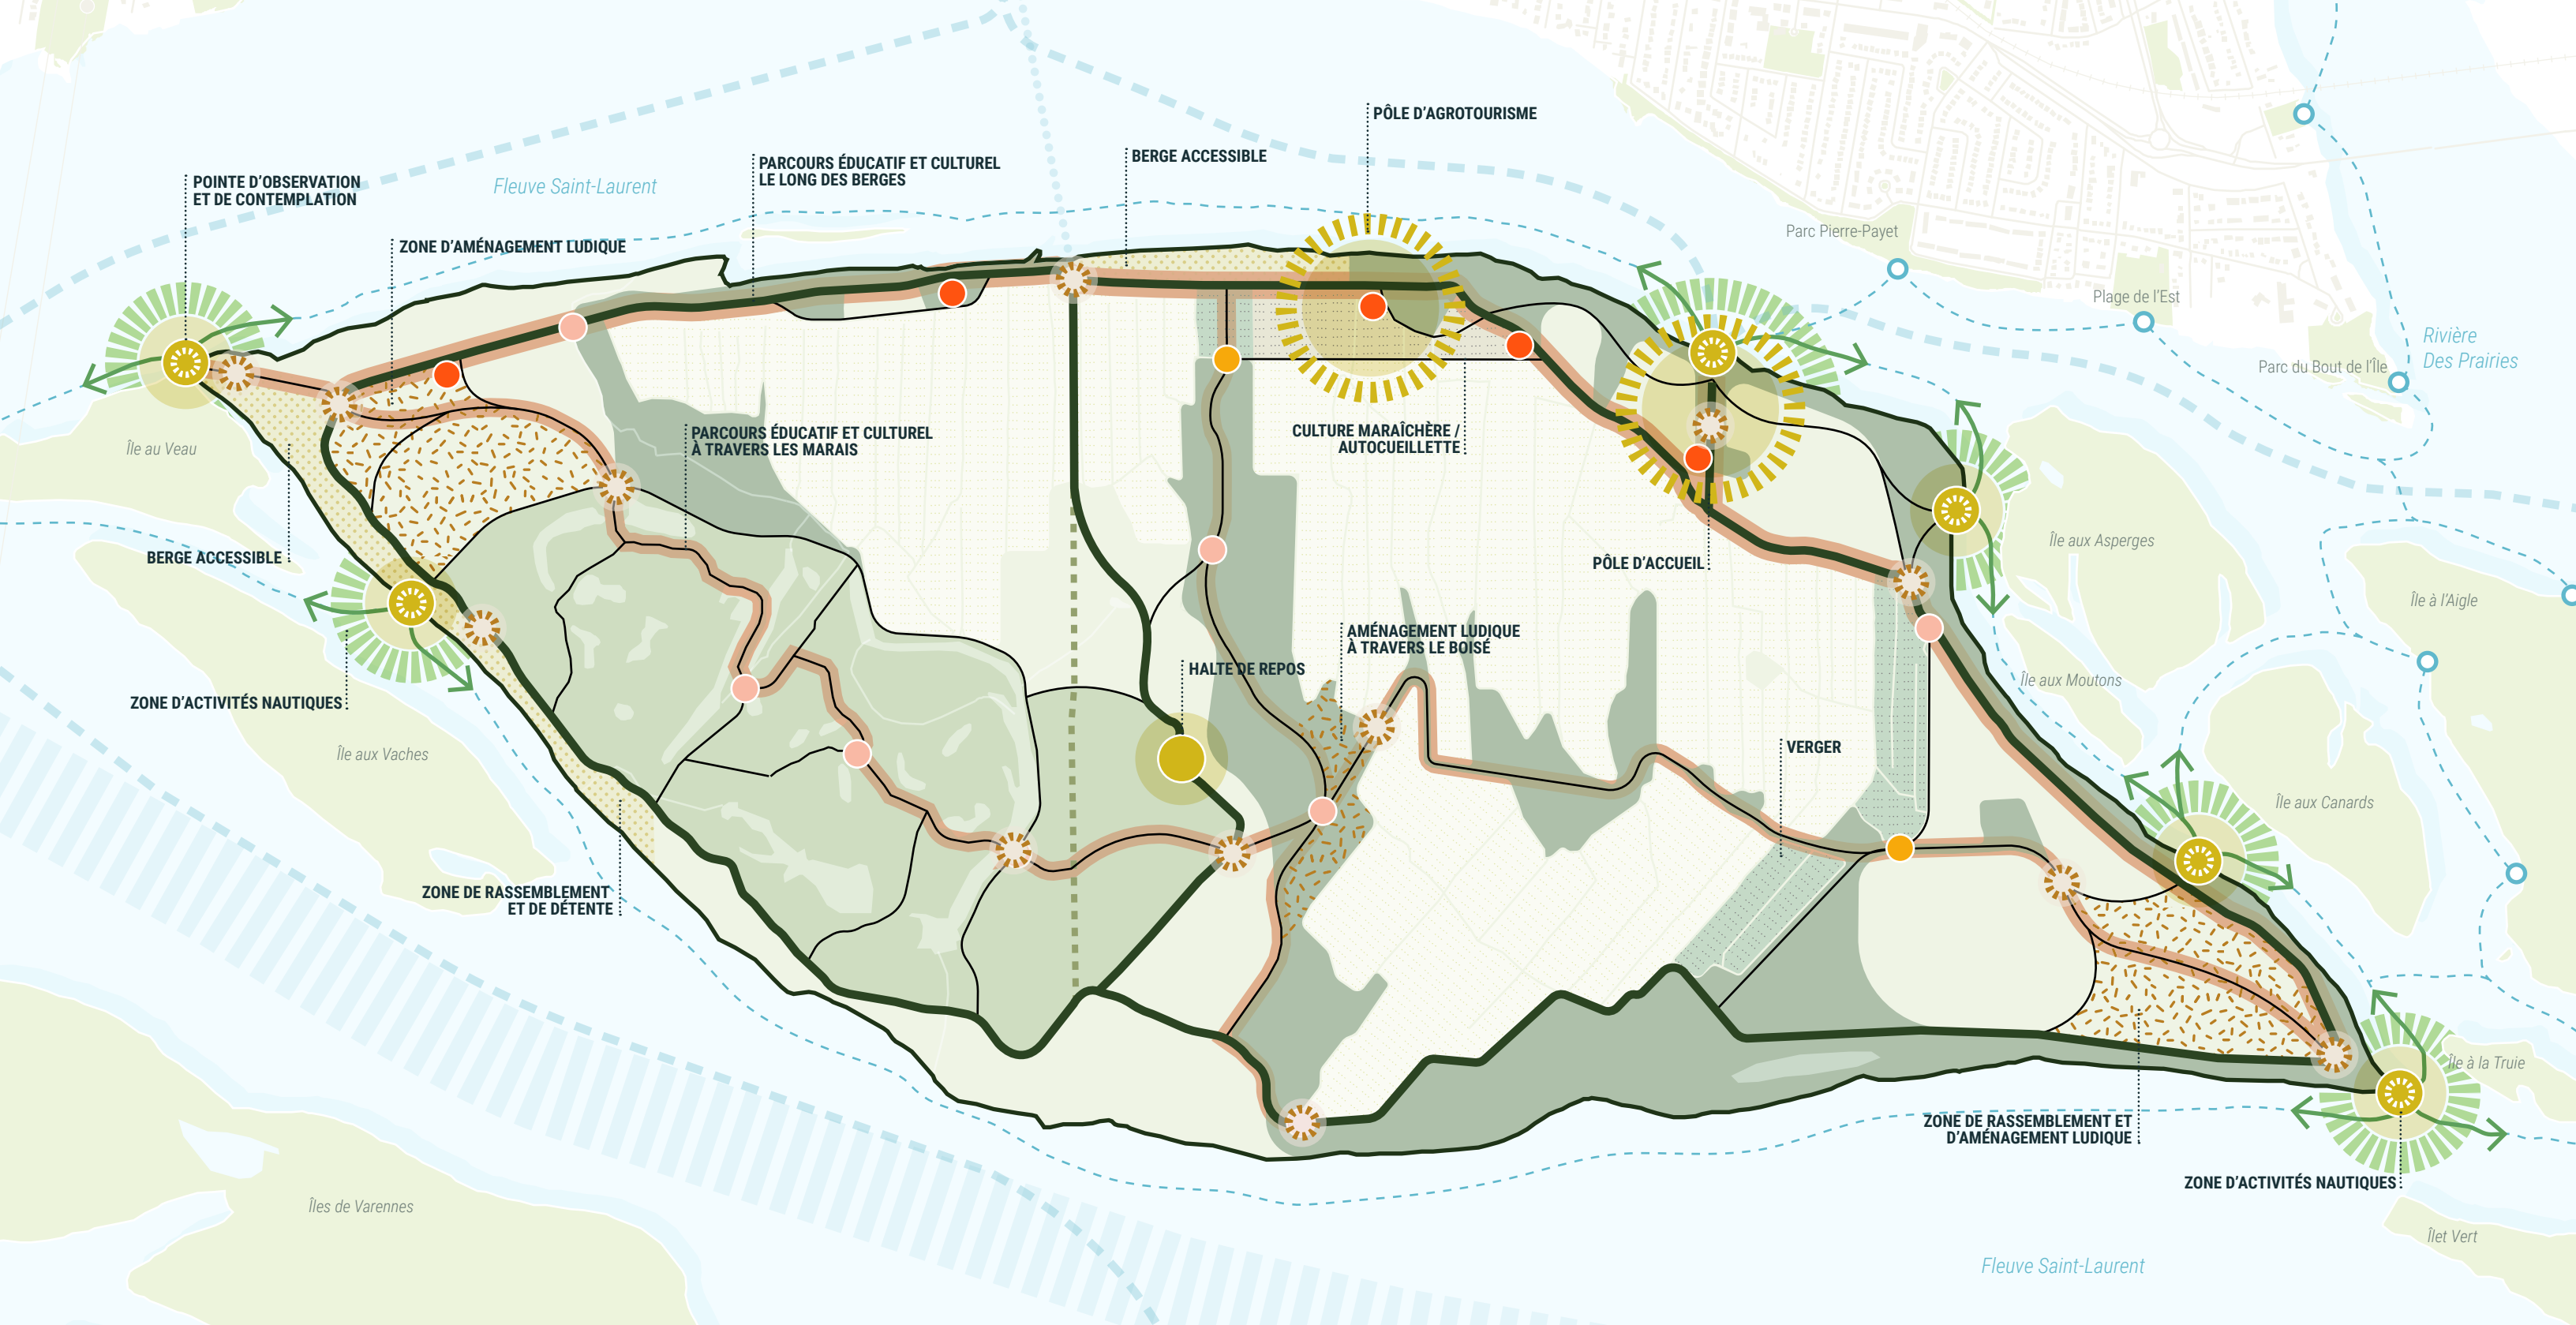 PÔLE D'AGROTOURISME
BERGE ACCESSIBLE
PARCOURS ÉDUCATIF ET CULTUREL
LE LONG DES BERGES
POINTE D'OBSERVATION
ET DE CONTEMPLATION
Fleuve Saint-Laurent
ZONE D'AMÉNAGEMENT LUDIQUE
Parc Pierre-Payet
Plage de l'Est
Parc du Bout de l'Île
Rivière
Des Prairies
Île au Veau
PARCOURS ÉDUCATIF ET CULTUREL
À TRAVERS LES MARAIS
CULTURE MARAÎCHÈRE /
AUTOCUEILLETTE
BERGE ACCESSIBLE
PÔLE D'ACCUEIL
Île aux Asperges
Île à l'Aigle
AMÉNAGEMENT LUDIQUE
À TRAVERS LE BOISÉ
HALTE DE REPOS
Île aux Moutons
ZONE D'ACTIVITÉS NAUTIQUES
Île aux Vaches
VERGER
Île aux Canards
ZONE DE RASSEMBLEMENT
ET DE DÉTENTE
Île à la Truie
ZONE DE RASSEMBLEMENT ET
D'AMÉNAGEMENT LUDIQUE
ZONE D'ACTIVITÉS NAUTIQUES
Îles de Varennes
Îlet Vert
Fleuve Saint-Laurent